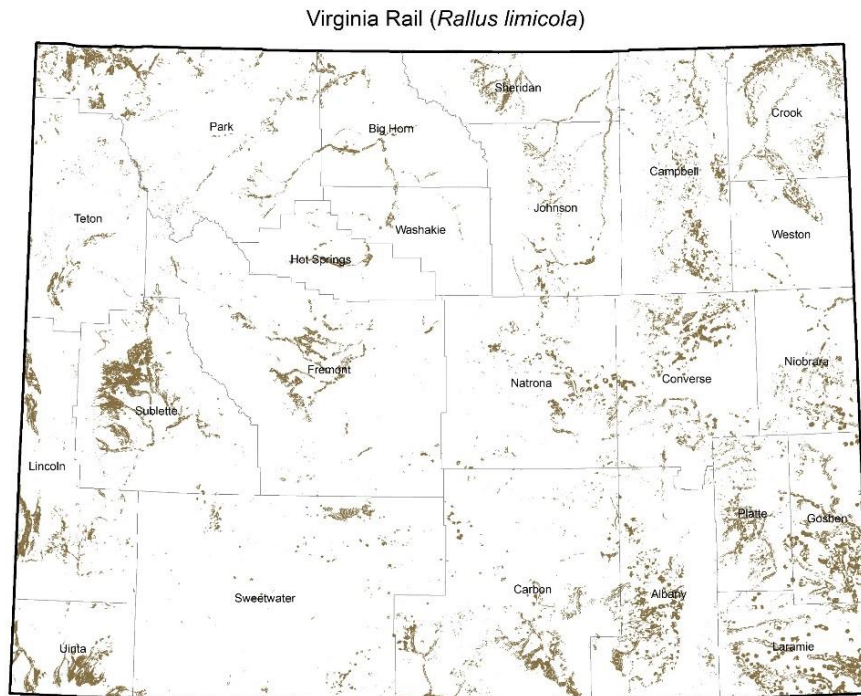 Virginia Rail (Rallus limicola)
Sheridan
Park
Big Horn
Crook
Campbell
Teton
Johnson
Washakie
Weston
Hot Springs
Fremont
Niobrara
Natrona
Converse
Sublette
Lincoln
Platte
Goshen
Sweetwater
Carbon
Albany
Uinta
Laramie